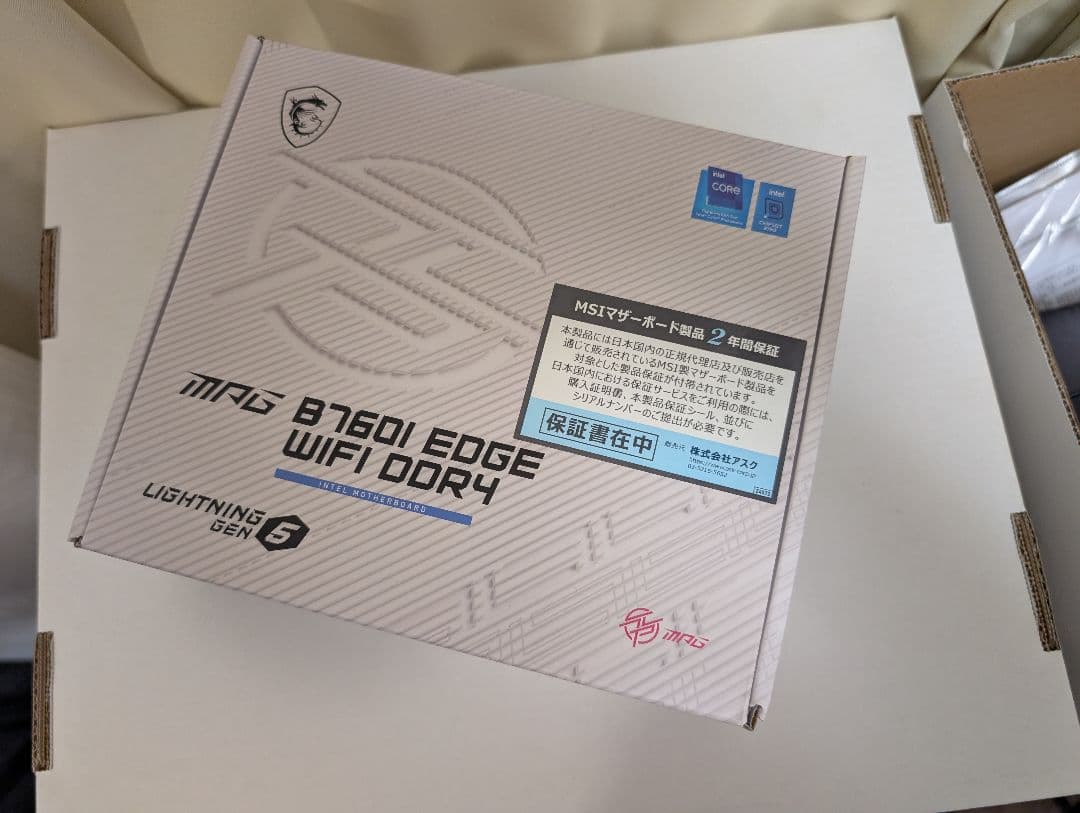 intel
CORE
intel
CHIPSET
MSIマザーボード製品 2 年間保証
本製品には日本国内の正規代理店及び販売店を
通じて販売されているMSI製マザーボード製品を
対象とした製品保証が付帯されています。
日本国内における保証サービスをご利用の際には、
購入証明書、本製品保証シール、並びに
シリアルナンバーのご提出が必要です。
保証書在中
販売元 株式会社アスク
MPG B760I EDGE
WIFI DDR4
INTEL MOTHERBOARD
LIGHTNING
GEN 5
MPG